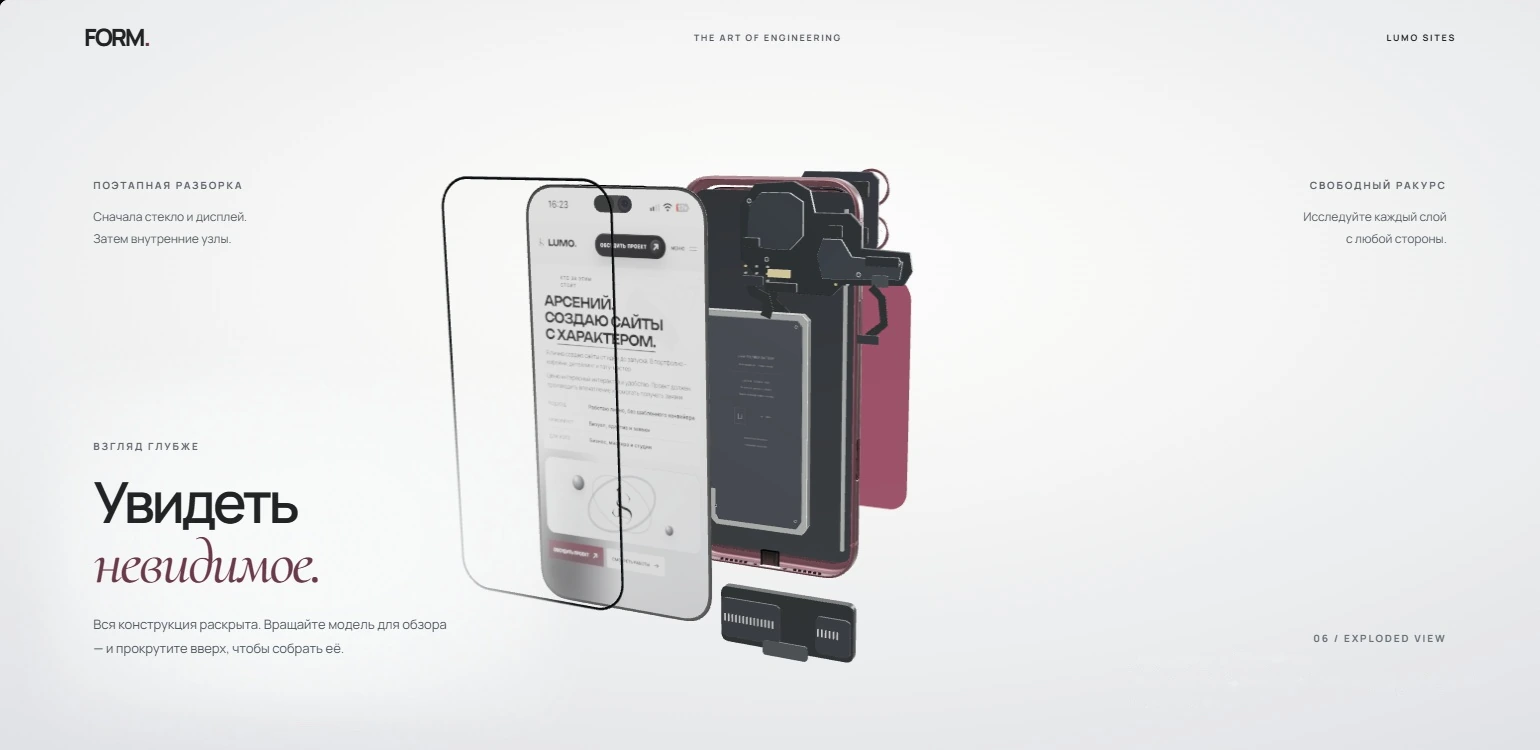 FORM.
THE ART OF ENGINEERING
LUMO SITES
ПОЭТАПНАЯ РАЗБОРКА
Сначала стекло и дисплей.
Затем внутренние узлы.
СВОБОДНЫЙ РАКУРС
Исследуйте каждый слой
с любой стороны.
16:23
LUMO.
ОБСУДИТЬ ПРОЕКТ
МЕНЮ
АРСЕНИЙ.
СОЗДАЮ САЙТЫ
С ХАРАКТЕРОМ.
ВЗГЛЯД ГЛУБЖЕ
Увидеть
невидимое.
Вся конструкция раскрыта. Вращайте модель для обзора
— и прокрутите вверх, чтобы собрать её.
06 / EXPLODED VIEW